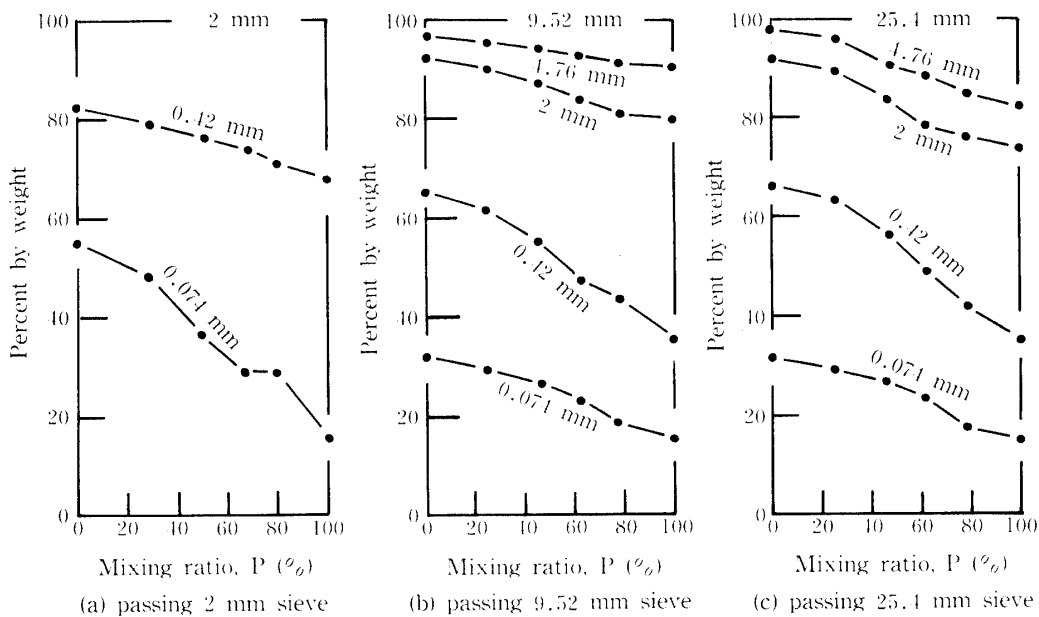 100
80
60
40
20
0
Percent by weight
2 mm
0.42 mm
0.074 mm
0 20 40 60 80 100
Mixing ratio, P (%)
(a) passing 2 mm sieve
100
80
60
40
20
0
Percent by weight
9.52 mm
4.76 mm
2 mm
0.42 mm
0.074 mm
0 20 40 60 80 100
Mixing ratio, P (%)
(b) passing 9.52 mm sieve
100
80
60
40
20
0
Percent by weight
25.4 mm
4.76 mm
2 mm
0.42 mm
0.074 mm
0 20 40 60 80 100
Mixing ratio, P (%)
(c) passing 25.4 mm sieve